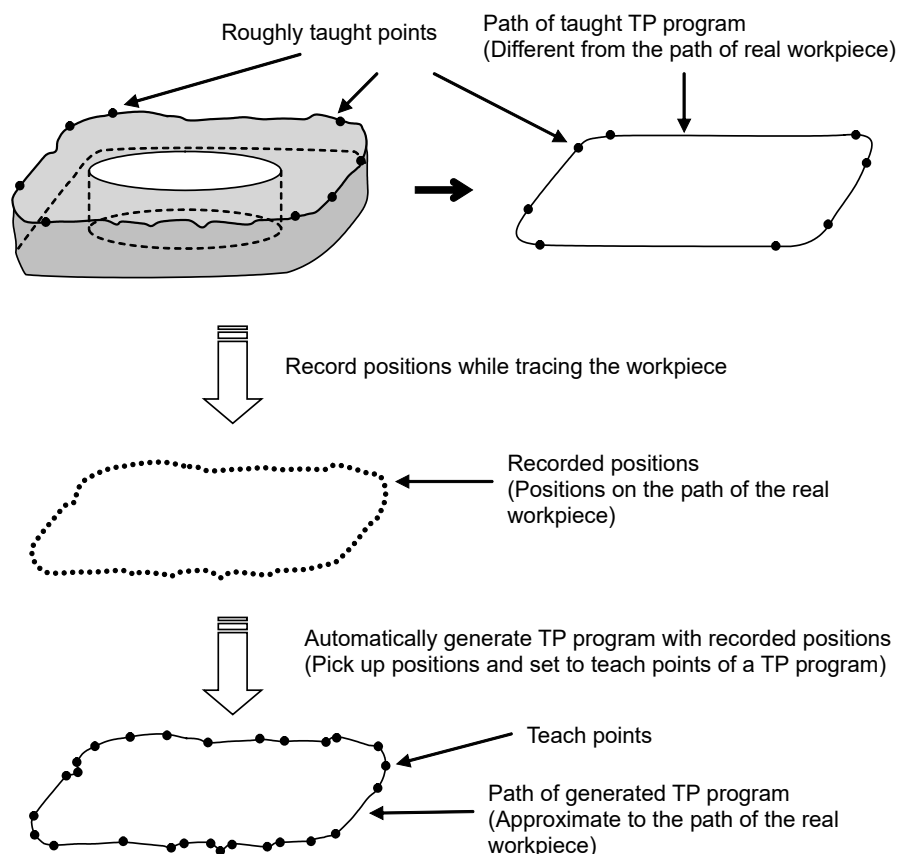 Roughly taught points
Path of taught TP program
(Different from the path of real workpiece)
Record positions while tracing the workpiece
Recorded positions
(Positions on the path of the real
workpiece)
Automatically generate TP program with recorded positions
(Pick up positions and set to teach points of a TP program)
Teach points
Path of generated TP program
(Approximate to the path of the real
workpiece)